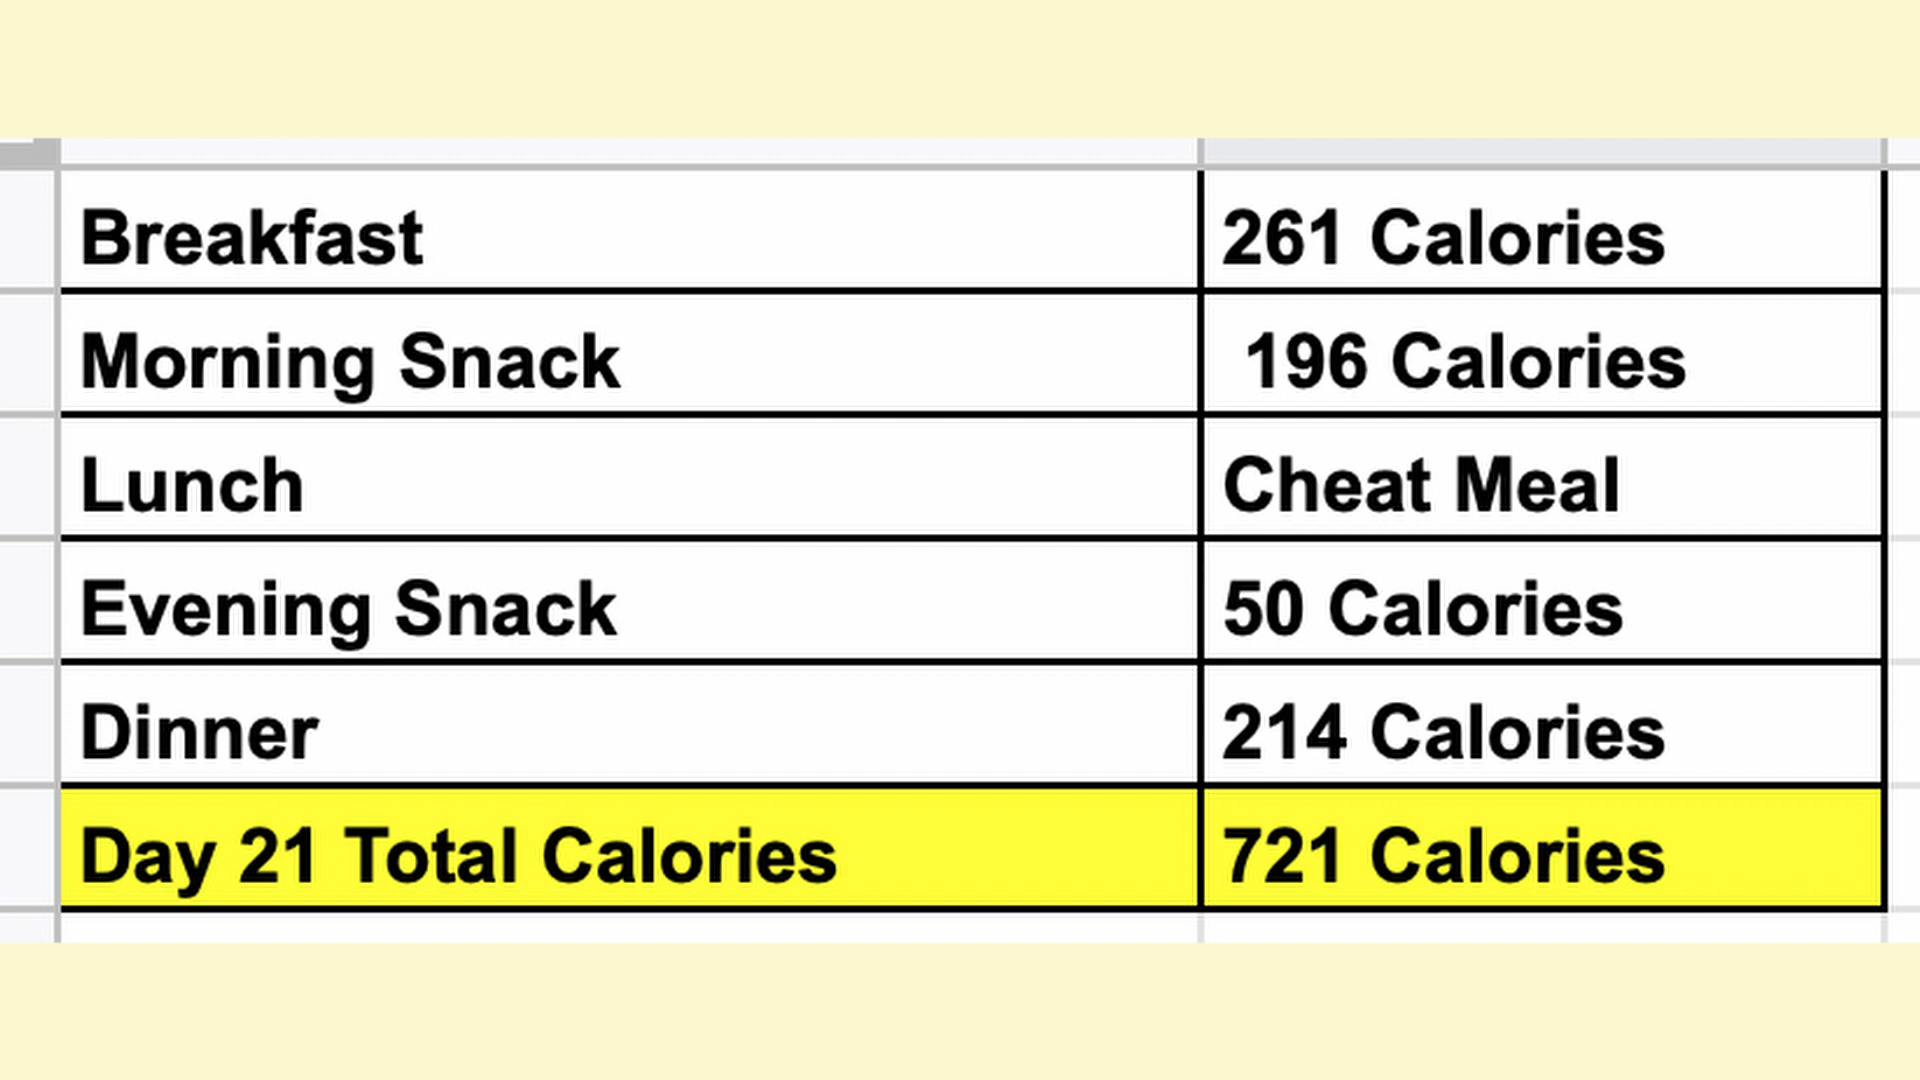 Breakfast 261 Calories
Morning Snack 196 Calories
Lunch Cheat Meal
Evening Snack 50 Calories
Dinner 214 Calories
Day 21 Total Calories 721 Calories